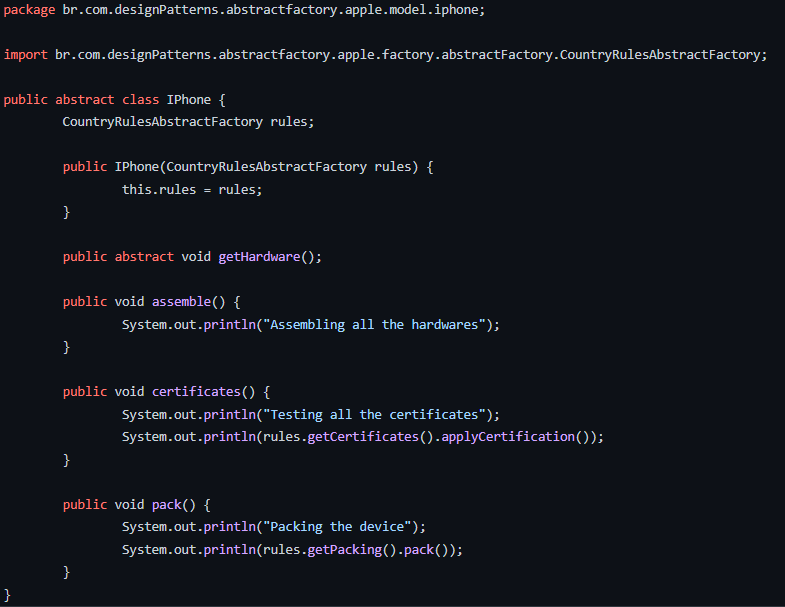 package br.com.designPatterns.abstractfactory.apple.model.iphone;

import br.com.designPatterns.abstractfactory.apple.factory.abstractFactory.CountryRulesAbstractFactory;

public abstract class IPhone {
        CountryRulesAbstractFactory rules;

        public IPhone(CountryRulesAbstractFactory rules) {
                this.rules = rules;
        }

        public abstract void getHardware();

        public void assemble() {
                System.out.println("Assembling all the hardwares");
        }

        public void certificates() {
                System.out.println("Testing all the certificates");
                System.out.println(rules.getCertificates().applyCertification());
        }

        public void pack() {
                System.out.println("Packing the device");
                System.out.println(rules.getPacking().pack());
        }
}